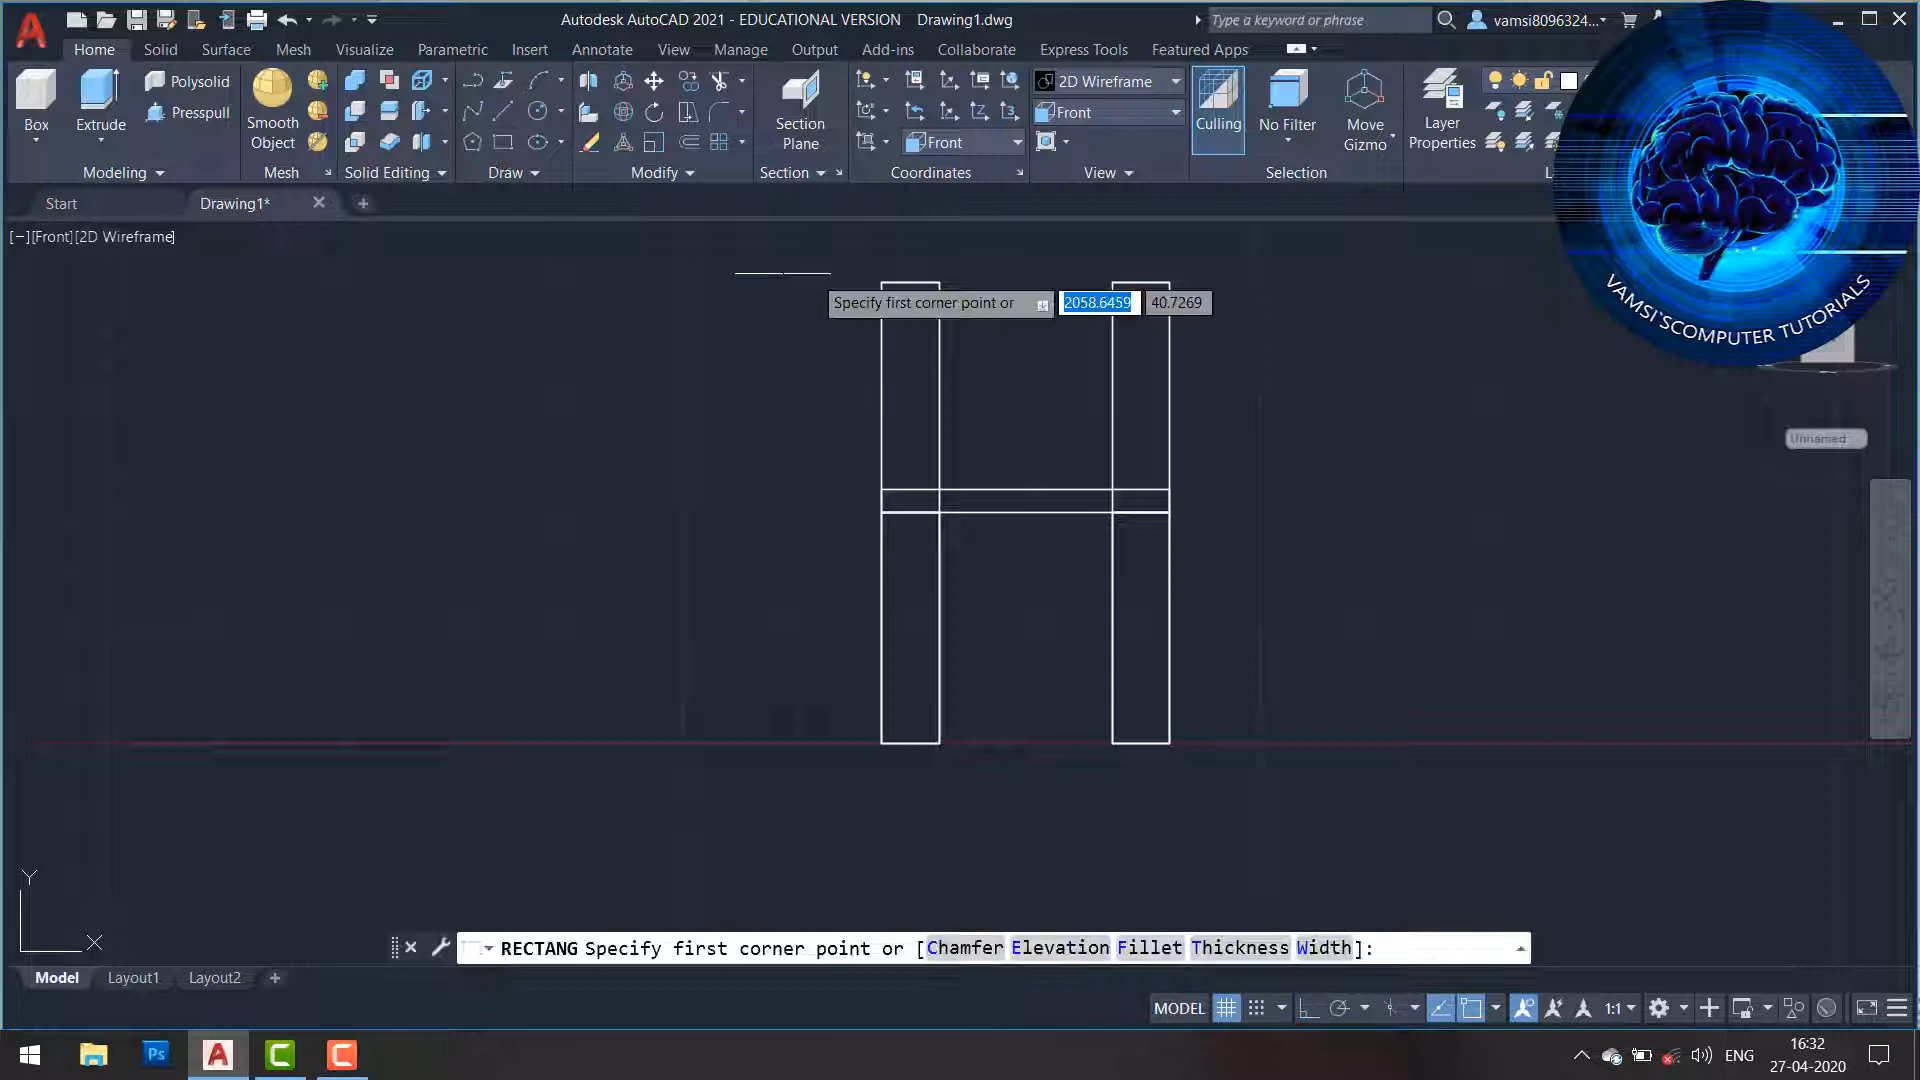 Autodesk AutoCAD 2021 - EDUCATIONAL VERSION Drawing1.dwg
Type a keyword or phrase
vamsi8096324...
Home Solid Surface Mesh Visualize Parametric Insert Annotate View Manage Output Add-ins Collaborate Express Tools Featured Apps
Polysolid
Presspull
Box
Extrude
Smooth
Object
Section
Plane
2D Wireframe
Front
Front
Culling
No Filter
Move
Gizmo
Layer
Properties
Modeling Mesh Solid Editing Draw Modify Section Coordinates View Selection
Start Drawing1*
[−][Front][2D Wireframe]
VAMSI`SCOMPUTER TUTORIALS
Specify first corner point or 2058.6459 40.7269
Unnamed
Y
X
RECTANG Specify first corner point or [Chamfer Elevation Fillet Thickness Width]:
Model Layout1 Layout2
MODEL 1:1
Ps
ENG
16:32
27-04-2020